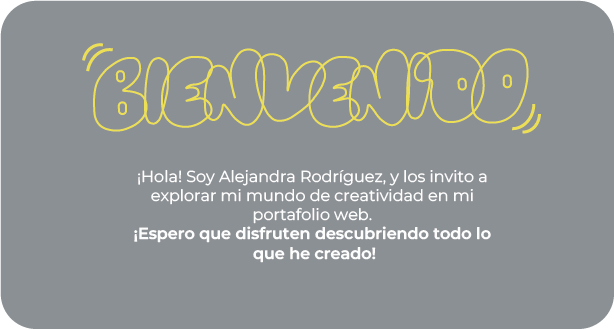 BIENVENIDO
¡Hola! Soy Alejandra Rodríguez, y los invito a
explorar mi mundo de creatividad en mi
portafolio web.
¡Espero que disfruten descubriendo todo lo
que he creado!